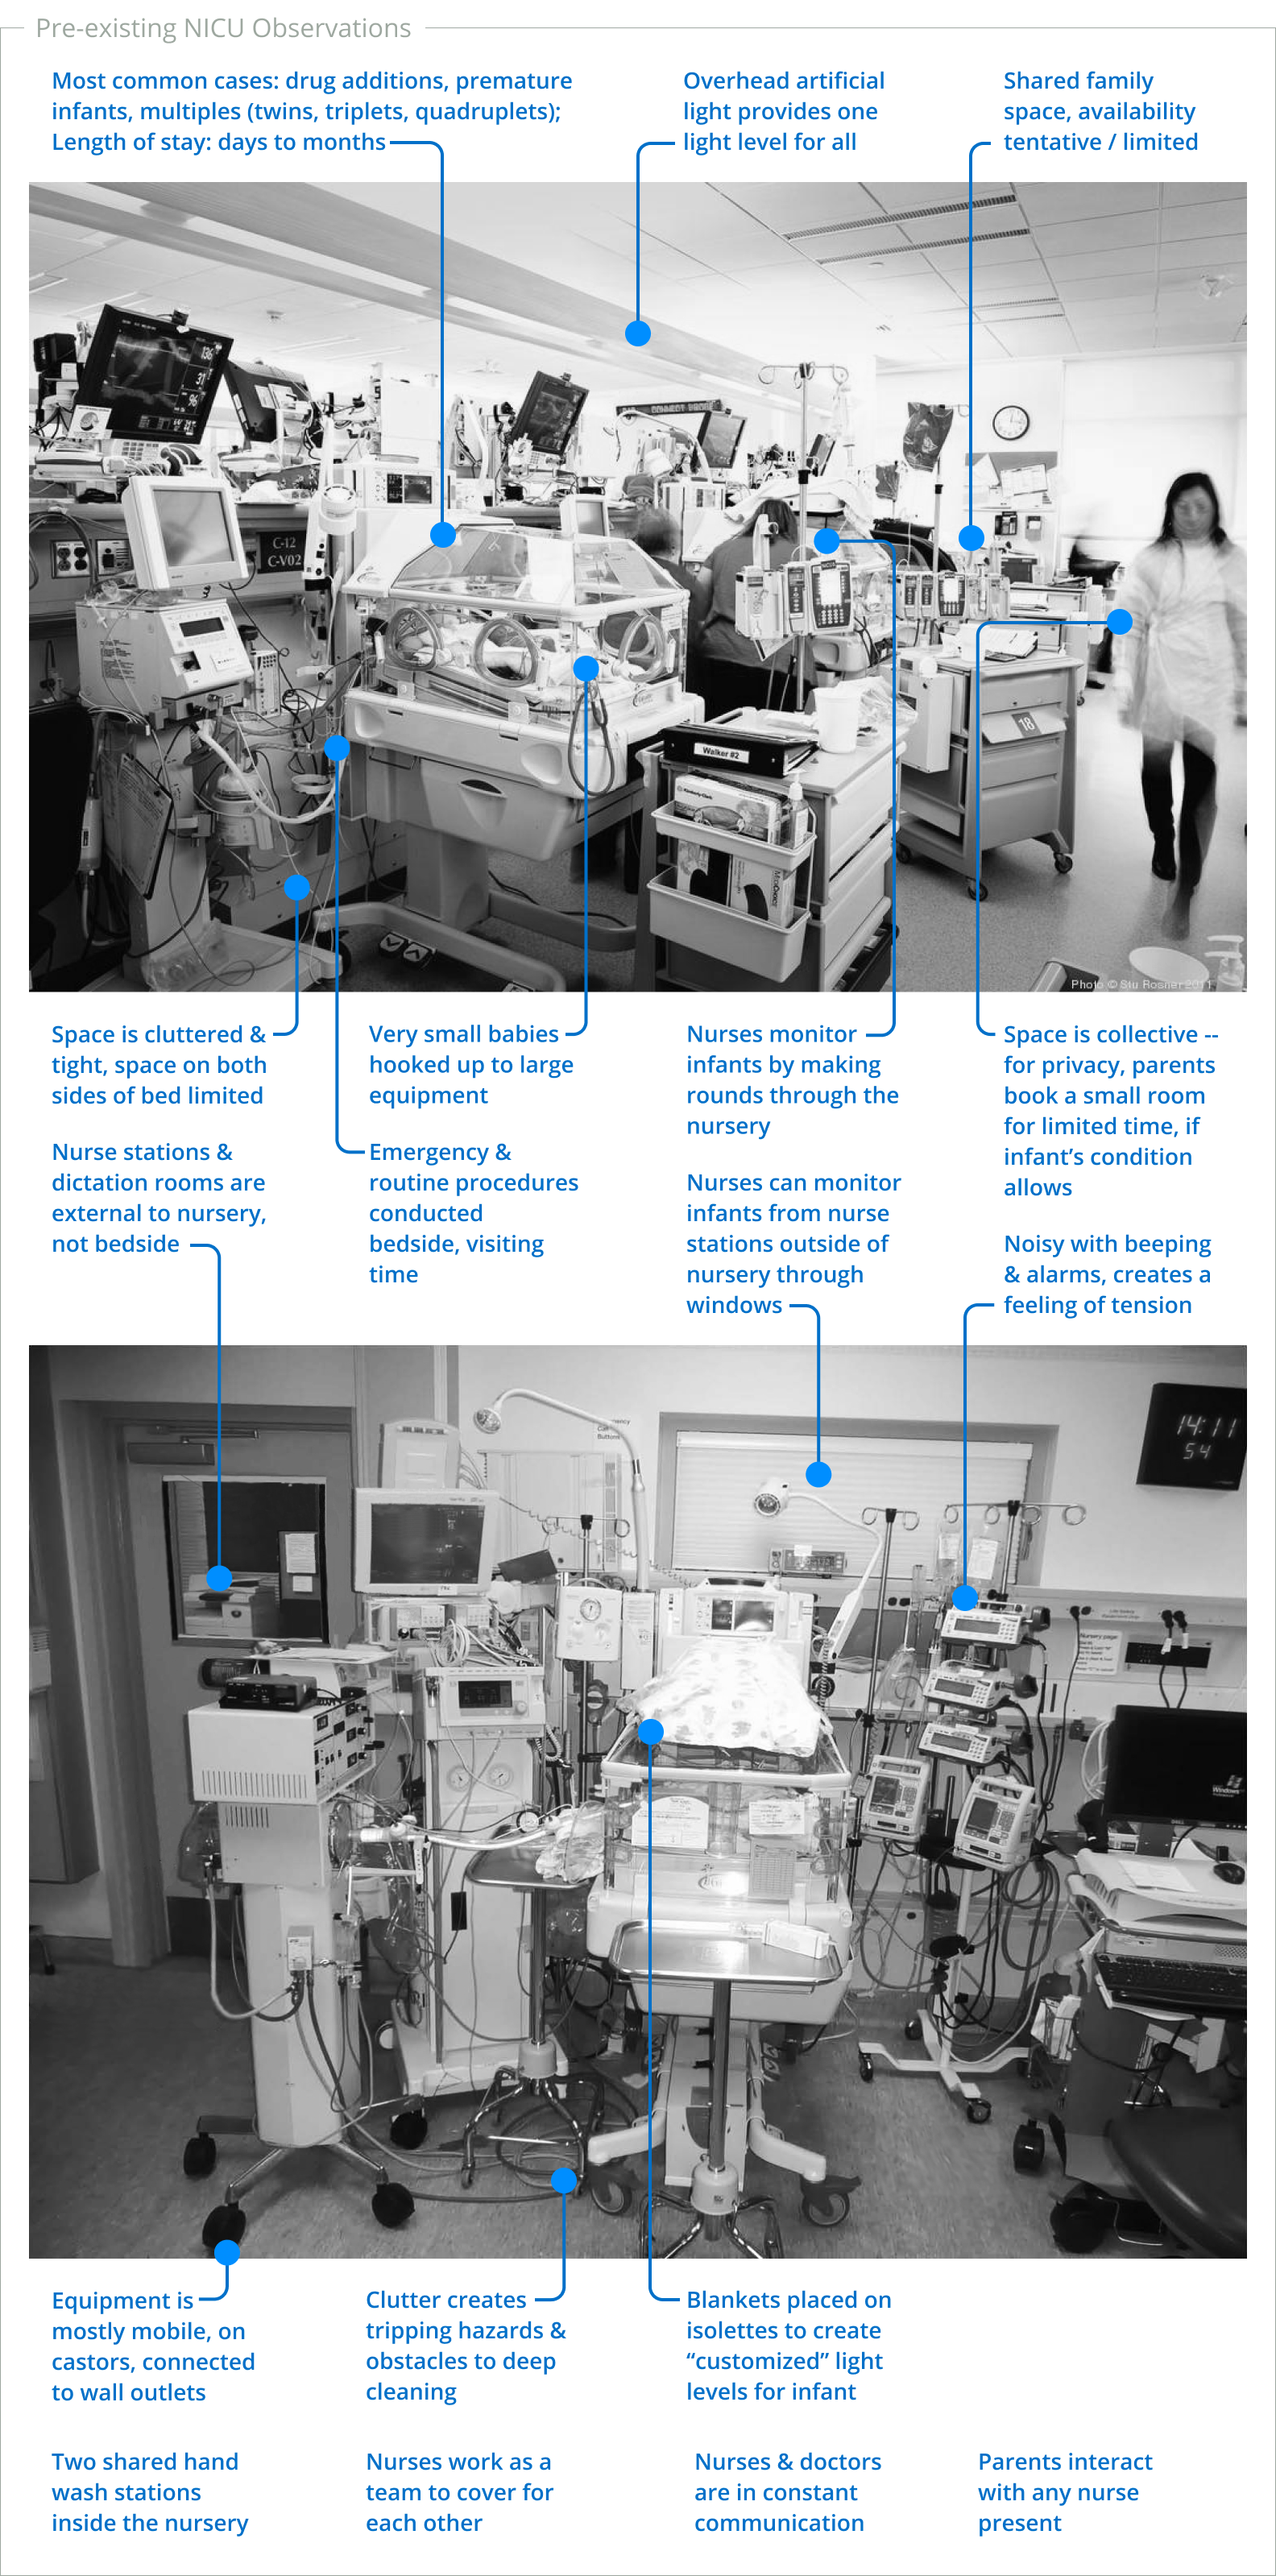 Pre-existing NICU Observations
Most common cases: drug additions, premature
infants, multiples (twins, triplets, quadruplets);
Length of stay: days to months
Overhead artificial
light provides one
light level for all
Shared family
space, availability
tentative / limited
C-12
C-V02
Walker #2
Kimberly-Clark
18
Photo © Stu Rosner 2011
Space is cluttered &
tight, space on both
sides of bed limited
Very small babies
hooked up to large
equipment
Nurses monitor
infants by making
rounds through the
nursery
Space is collective --
for privacy, parents
book a small room
for limited time, if
infant's condition
allows
Nurse stations &
dictation rooms are
external to nursery,
not bedside
Emergency &
routine procedures
conducted
bedside, visiting
time
Nurses can monitor
infants from nurse
stations outside of
nursery through
windows
Noisy with beeping
& alarms, creates a
feeling of tension
14:11
54
Windows
Equipment is
mostly mobile, on
castors, connected
to wall outlets
Clutter creates
tripping hazards &
obstacles to deep
cleaning
Blankets placed on
isolettes to create
“customized” light
levels for infant
Two shared hand
wash stations
inside the nursery
Nurses work as a
team to cover for
each other
Nurses & doctors
are in constant
communication
Parents interact
with any nurse
present